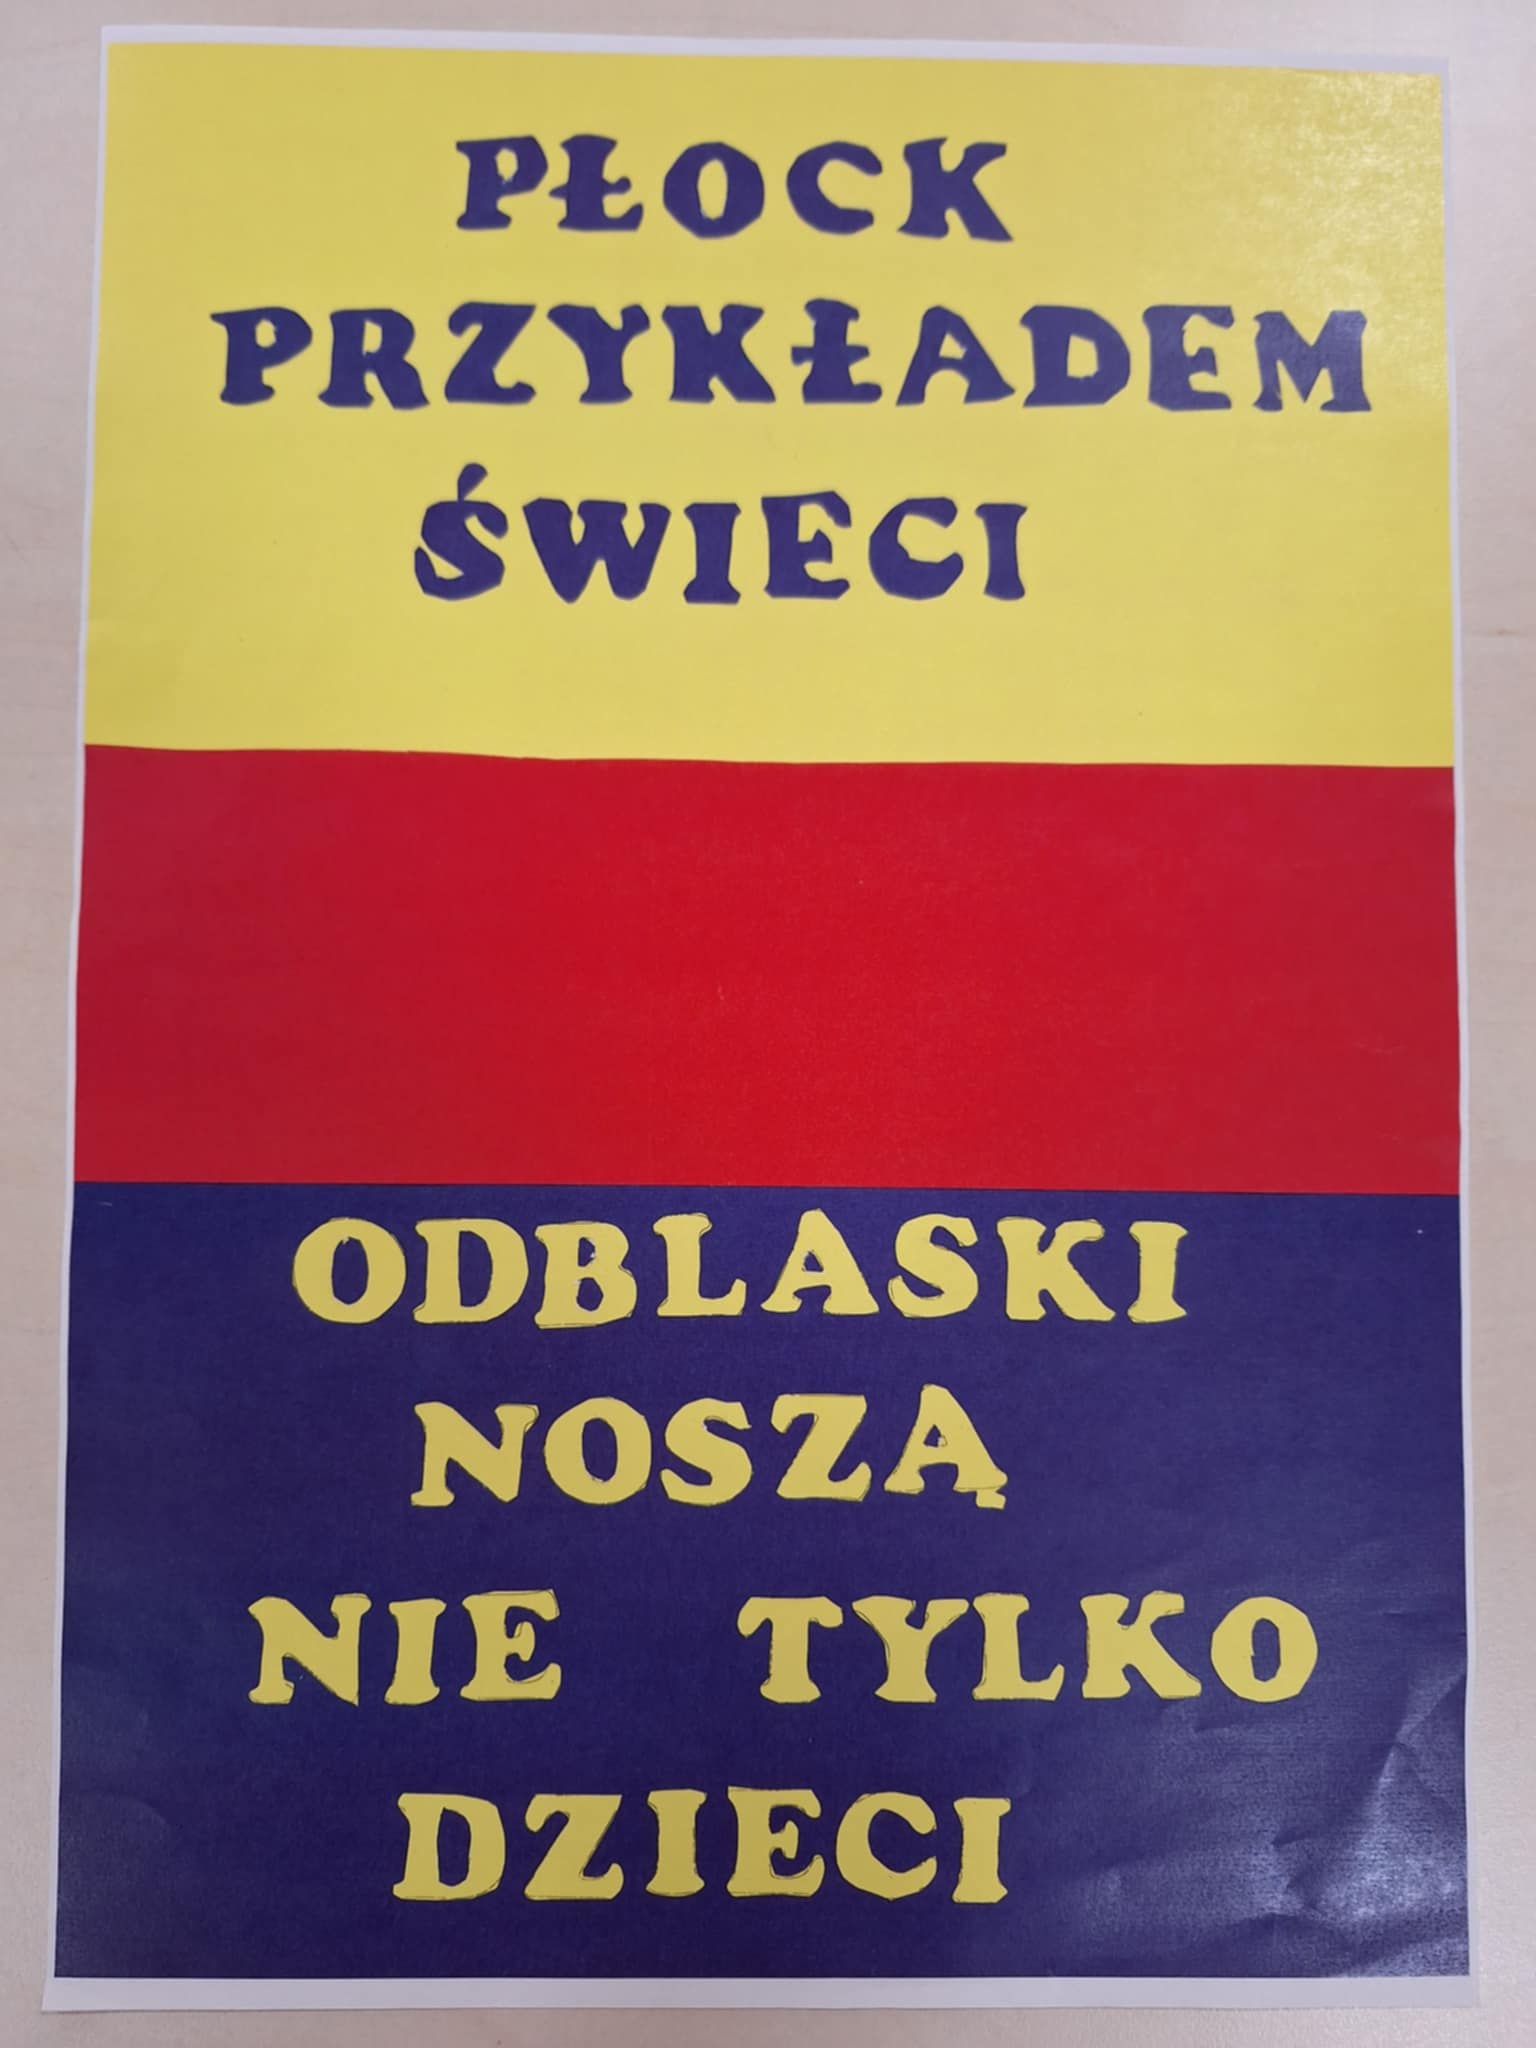 PŁOCK
PRZYKŁADEM
ŚWIECI
ODBLASKI
NOSZĄ
NIE TYLKO
DZIECI